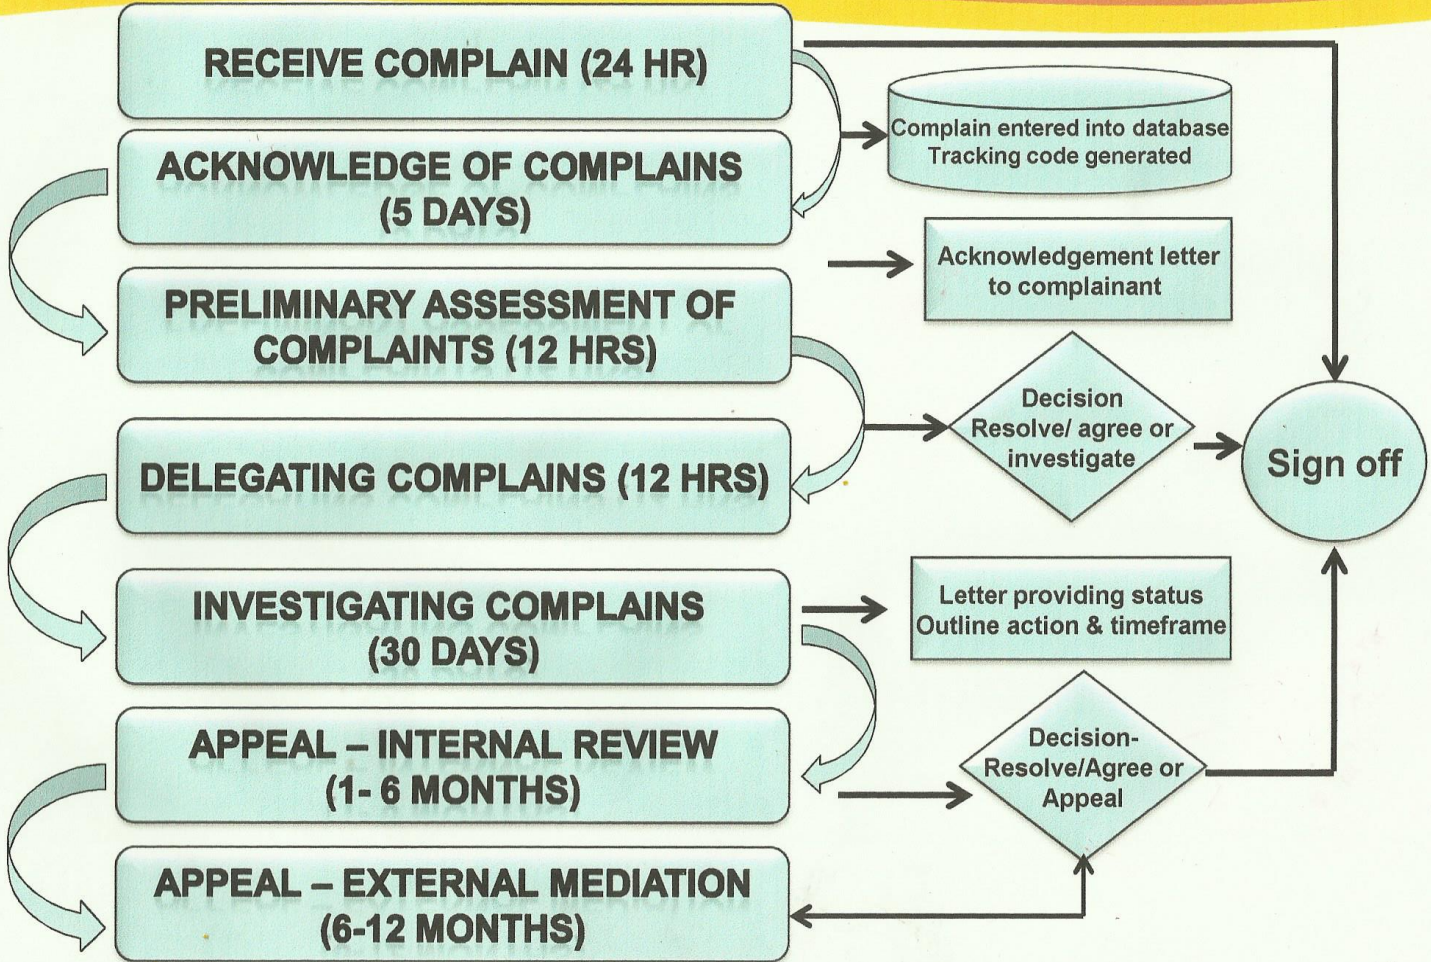 RECEIVE COMPLAIN (24 HR)
Complain entered into database
Tracking code generated
ACKNOWLEDGE OF COMPLAINS
(5 DAYS)
Acknowledgement letter
to complainant
PRELIMINARY ASSESSMENT OF
COMPLAINTS (12 HRS)
Decision
Resolve/ agree or
investigate
Sign off
DELEGATING COMPLAINS (12 HRS)
INVESTIGATING COMPLAINS
(30 DAYS)
Letter providing status
Outline action & timeframe
APPEAL – INTERNAL REVIEW
(1- 6 MONTHS)
Decision-
Resolve/Agree or
Appeal
APPEAL – EXTERNAL MEDIATION
(6-12 MONTHS)